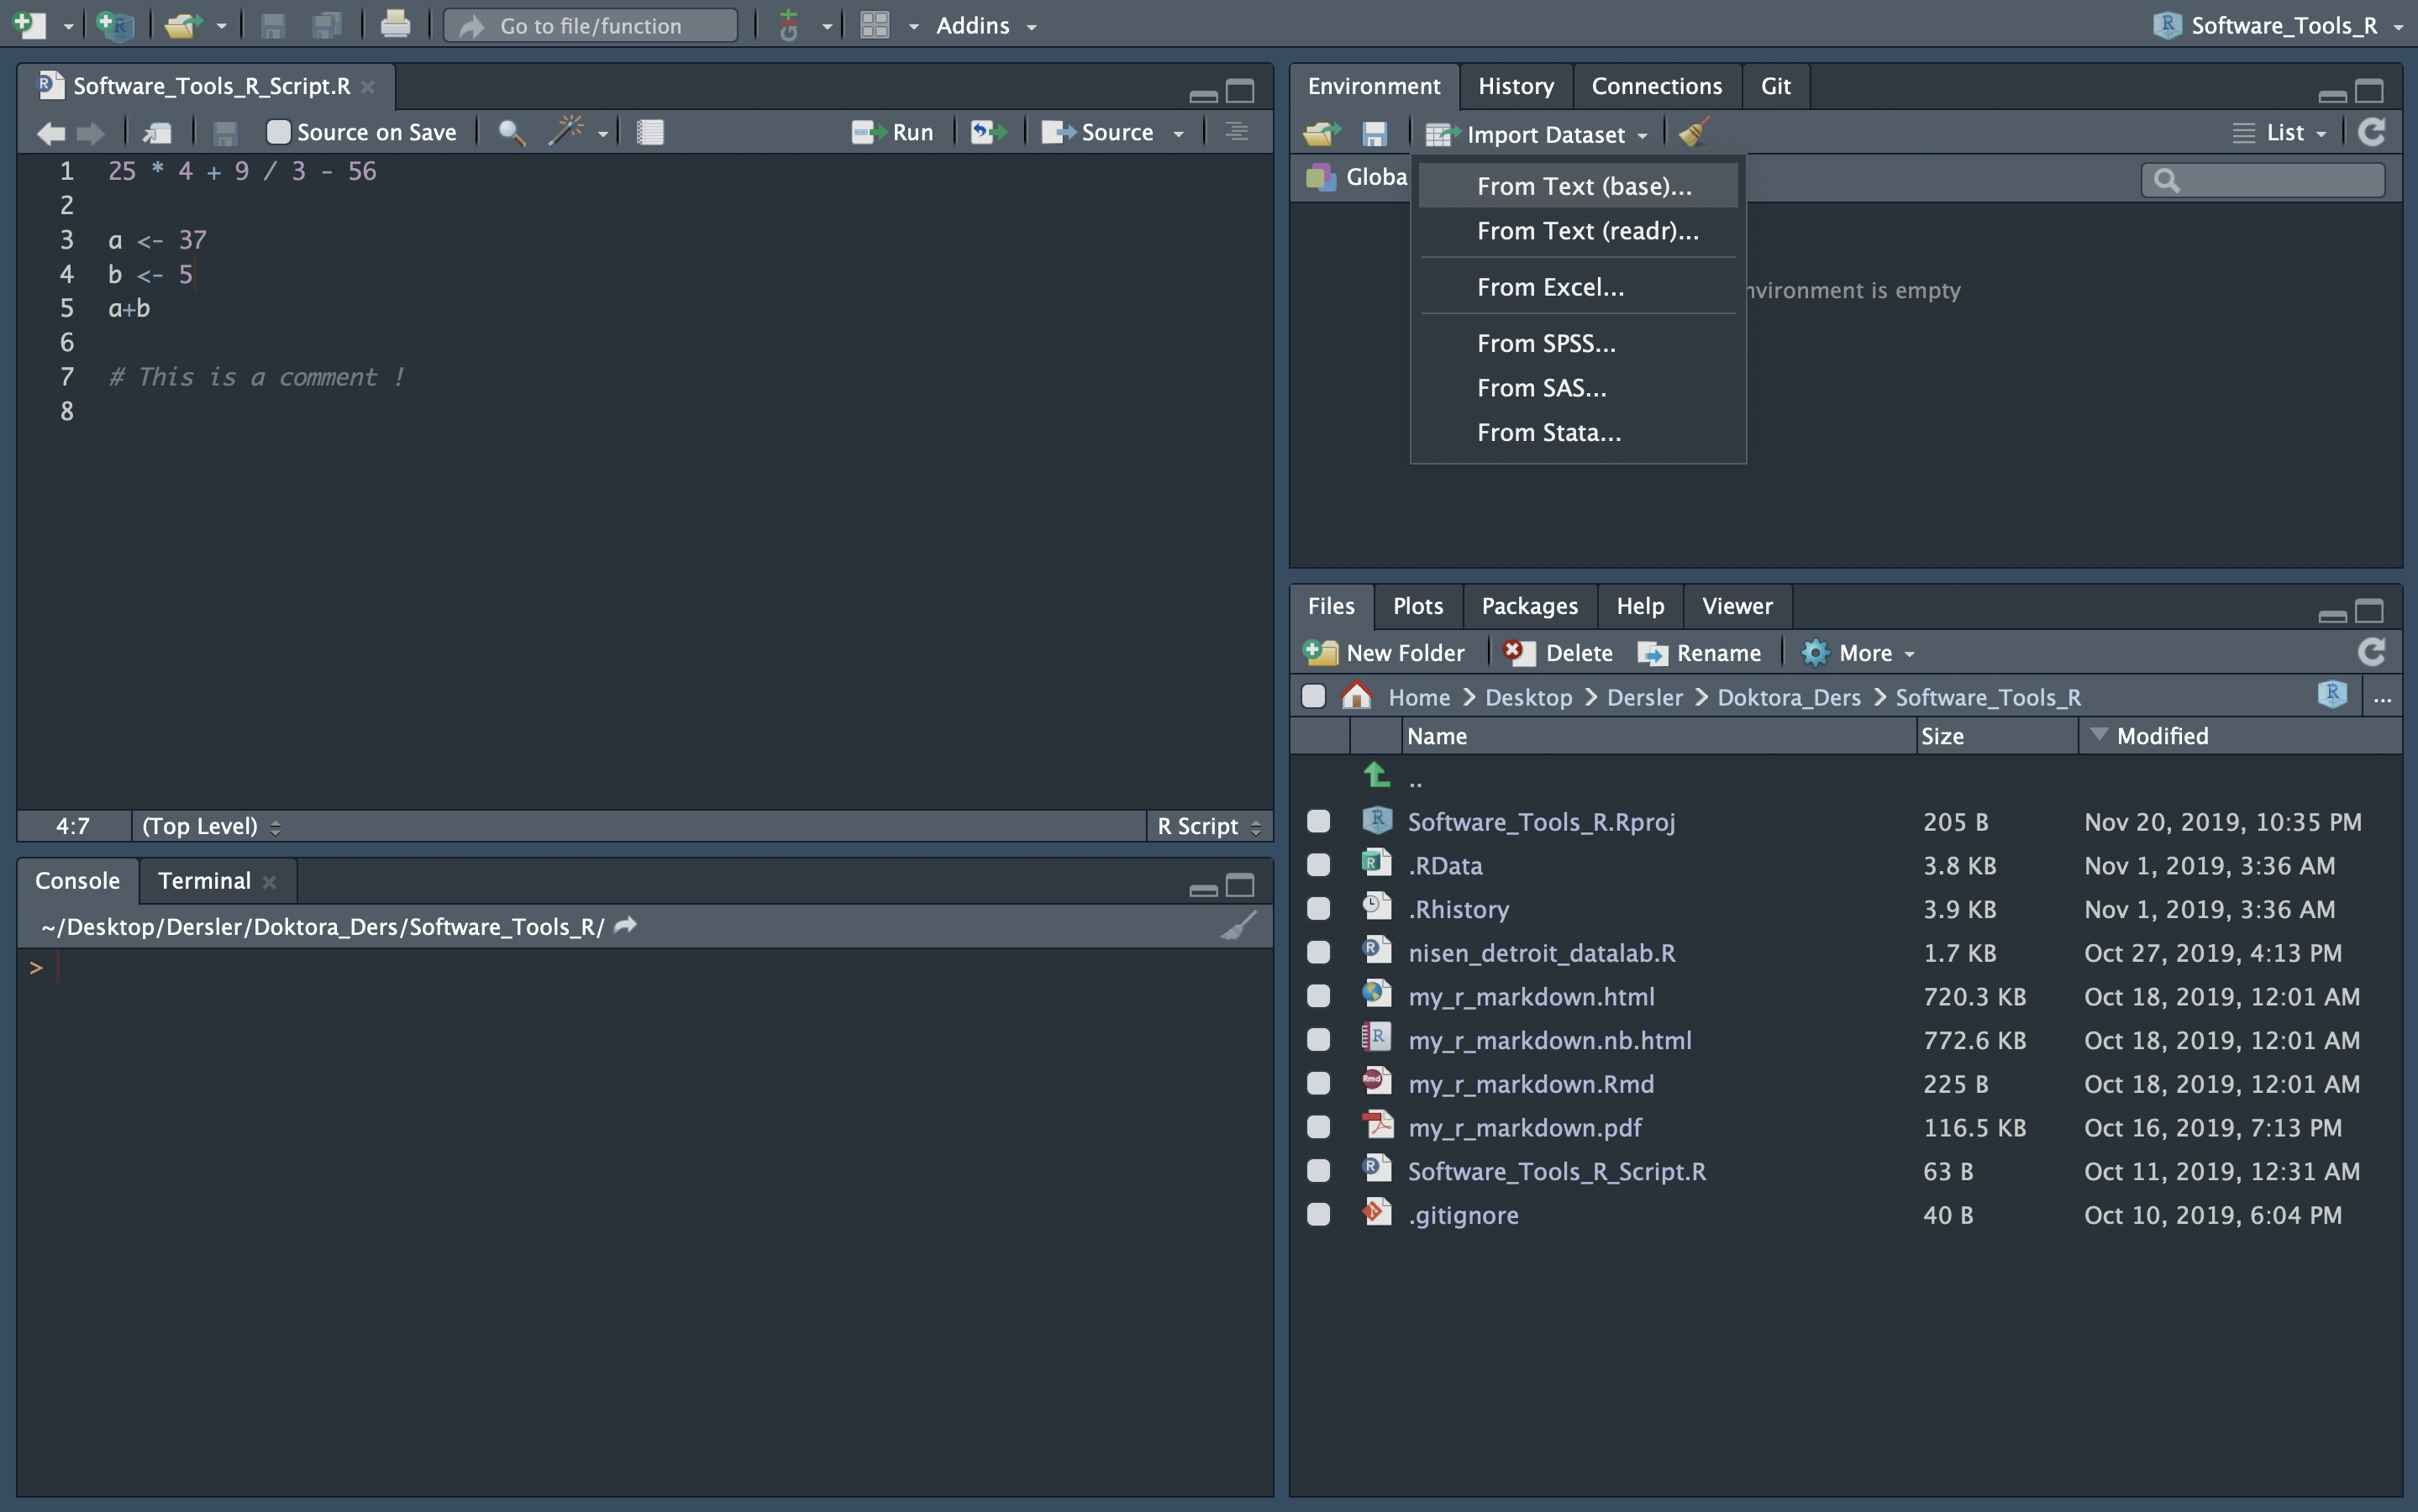 Go to file/function Addins Software_Tools_R
Software_Tools_R_Script.R
Source on Save Run Source
1 25 * 4 + 9 / 3 - 56
2
3 a <- 37
4 b <- 5
5 a+b
6
7 # This is a comment !
8
4:7 (Top Level) R Script
Console Terminal
~/Desktop/Dersler/Doktora_Ders/Software_Tools_R/
>
Environment History Connections Git
Import Dataset List
Globa
From Text (base)...
From Text (readr)...
nvironment is empty
From Excel...
From SPSS...
From SAS...
From Stata...
Files Plots Packages Help Viewer
New Folder Delete Rename More
Home Desktop Dersler Doktora_Ders Software_Tools_R ...
Name Size Modified
..
Software_Tools_R.Rproj 205 B Nov 20, 2019, 10:35 PM
.RData 3.8 KB Nov 1, 2019, 3:36 AM
.Rhistory 3.9 KB Nov 1, 2019, 3:36 AM
nisen_detroit_datalab.R 1.7 KB Oct 27, 2019, 4:13 PM
my_r_markdown.html 720.3 KB Oct 18, 2019, 12:01 AM
my_r_markdown.nb.html 772.6 KB Oct 18, 2019, 12:01 AM
my_r_markdown.Rmd 225 B Oct 18, 2019, 12:01 AM
my_r_markdown.pdf 116.5 KB Oct 16, 2019, 7:13 PM
Software_Tools_R_Script.R 63 B Oct 11, 2019, 12:31 AM
.gitignore 40 B Oct 10, 2019, 6:04 PM